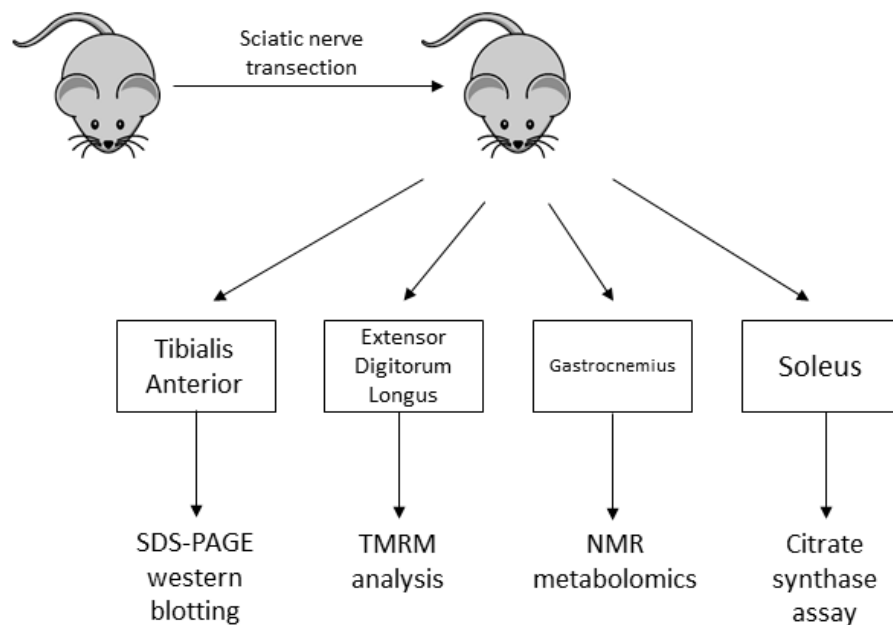 Sciatic nerve
transection
Tibialis
Anterior
Extensor
Digitorum
Longus
Gastrocnemius
Soleus
SDS-PAGE
western
blotting
TMRM
analysis
NMR
metabolomics
Citrate
synthase
assay